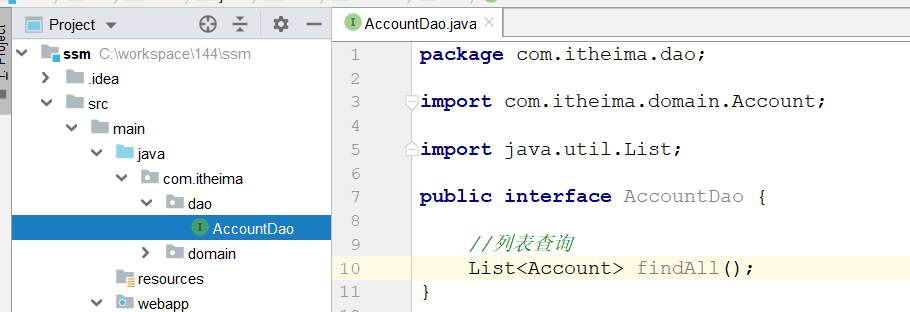 Project
AccountDao.java
1: Project
ssm C:\workspace\144\ssm
.idea
src
main
java
com.itheima
dao
AccountDao
domain
resources
webapp
1 package com.itheima.dao;
2
3 import com.itheima.domain.Account;
4
5 import java.util.List;
6
7 public interface AccountDao {
8
9 //列表查询
10 List<Account> findAll();
11 }